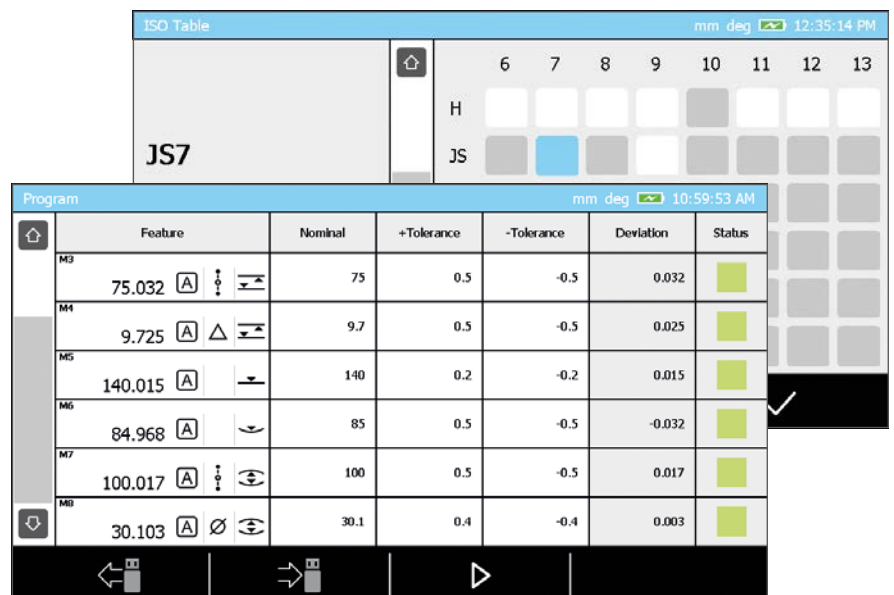 ISO Table mm deg 12:35:14 PM
6 7 8 9 10 11 12 13
H
JS7 JS
Program mm deg 10:59:53 AM
Feature Nominal +Tolerance -Tolerance Deviation Status
M3
75.032 A 75 0.5 -0.5 0.032
M4
9.725 A 9.7 0.5 -0.5 0.025
M5
140.015 A 140 0.2 -0.2 0.015
M6
84.968 A 85 0.5 -0.5 -0.032
M7
100.017 A 100 0.5 -0.5 0.017
M8
30.103 A Ø 30.1 0.4 -0.4 0.003